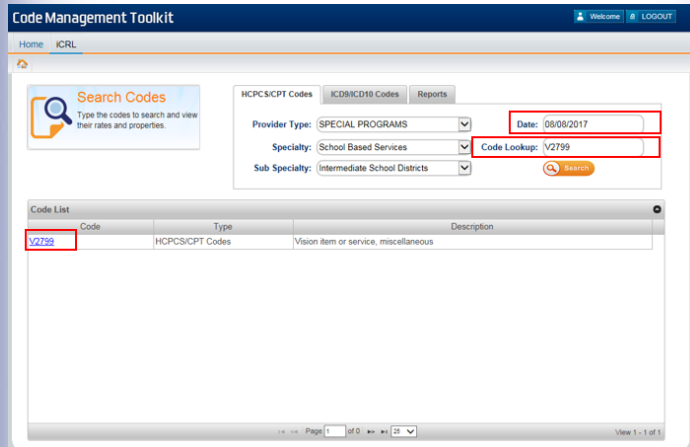 Code Management Toolkit
Welcome LOGOUT
Home iCRL
Search Codes
Type the codes to search and view
their rates and properties.
HCPCS/CPT Codes ICD9/ICD10 Codes Reports
Provider Type: SPECIAL PROGRAMS Date: 08/08/2017
Specialty: School Based Services Code Lookup: V2799
Sub Specialty: Intermediate School Districts Search
Code List
Code Type Description
V2799 HCPCS/CPT Codes Vision item or service, miscellaneous
Page 1 of 0 25 View 1 - 1 of 1